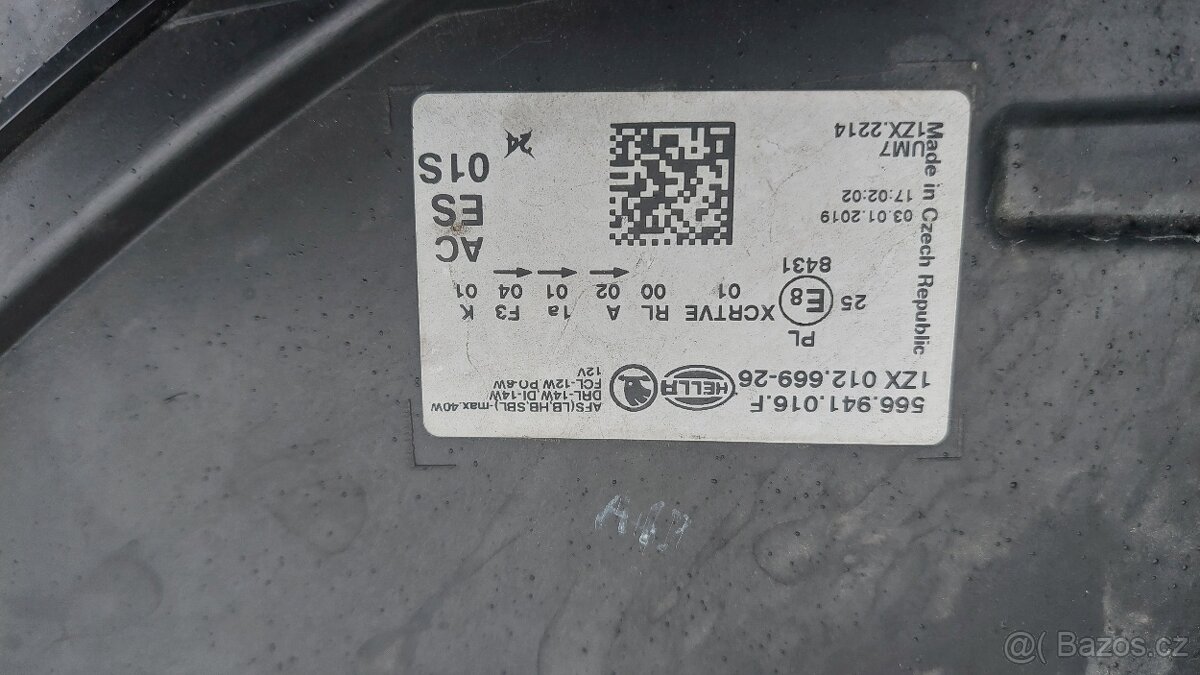 566.941.016.F
1ZX 012.669-26
HELLA
AFS(LB,HB,SBL)-max.40W
DRL-14W,DI-14W
FCL-12W PO-6W
12V
PL
25 E8 XCRTVE RL A 1a F3 K
01 00 02 01 04 01
8431
AC
ES
01S
24
03.01.2019
17:02:02
UM7
1ZX.2214
Made in Czech Republic
@ Bazoš.cz